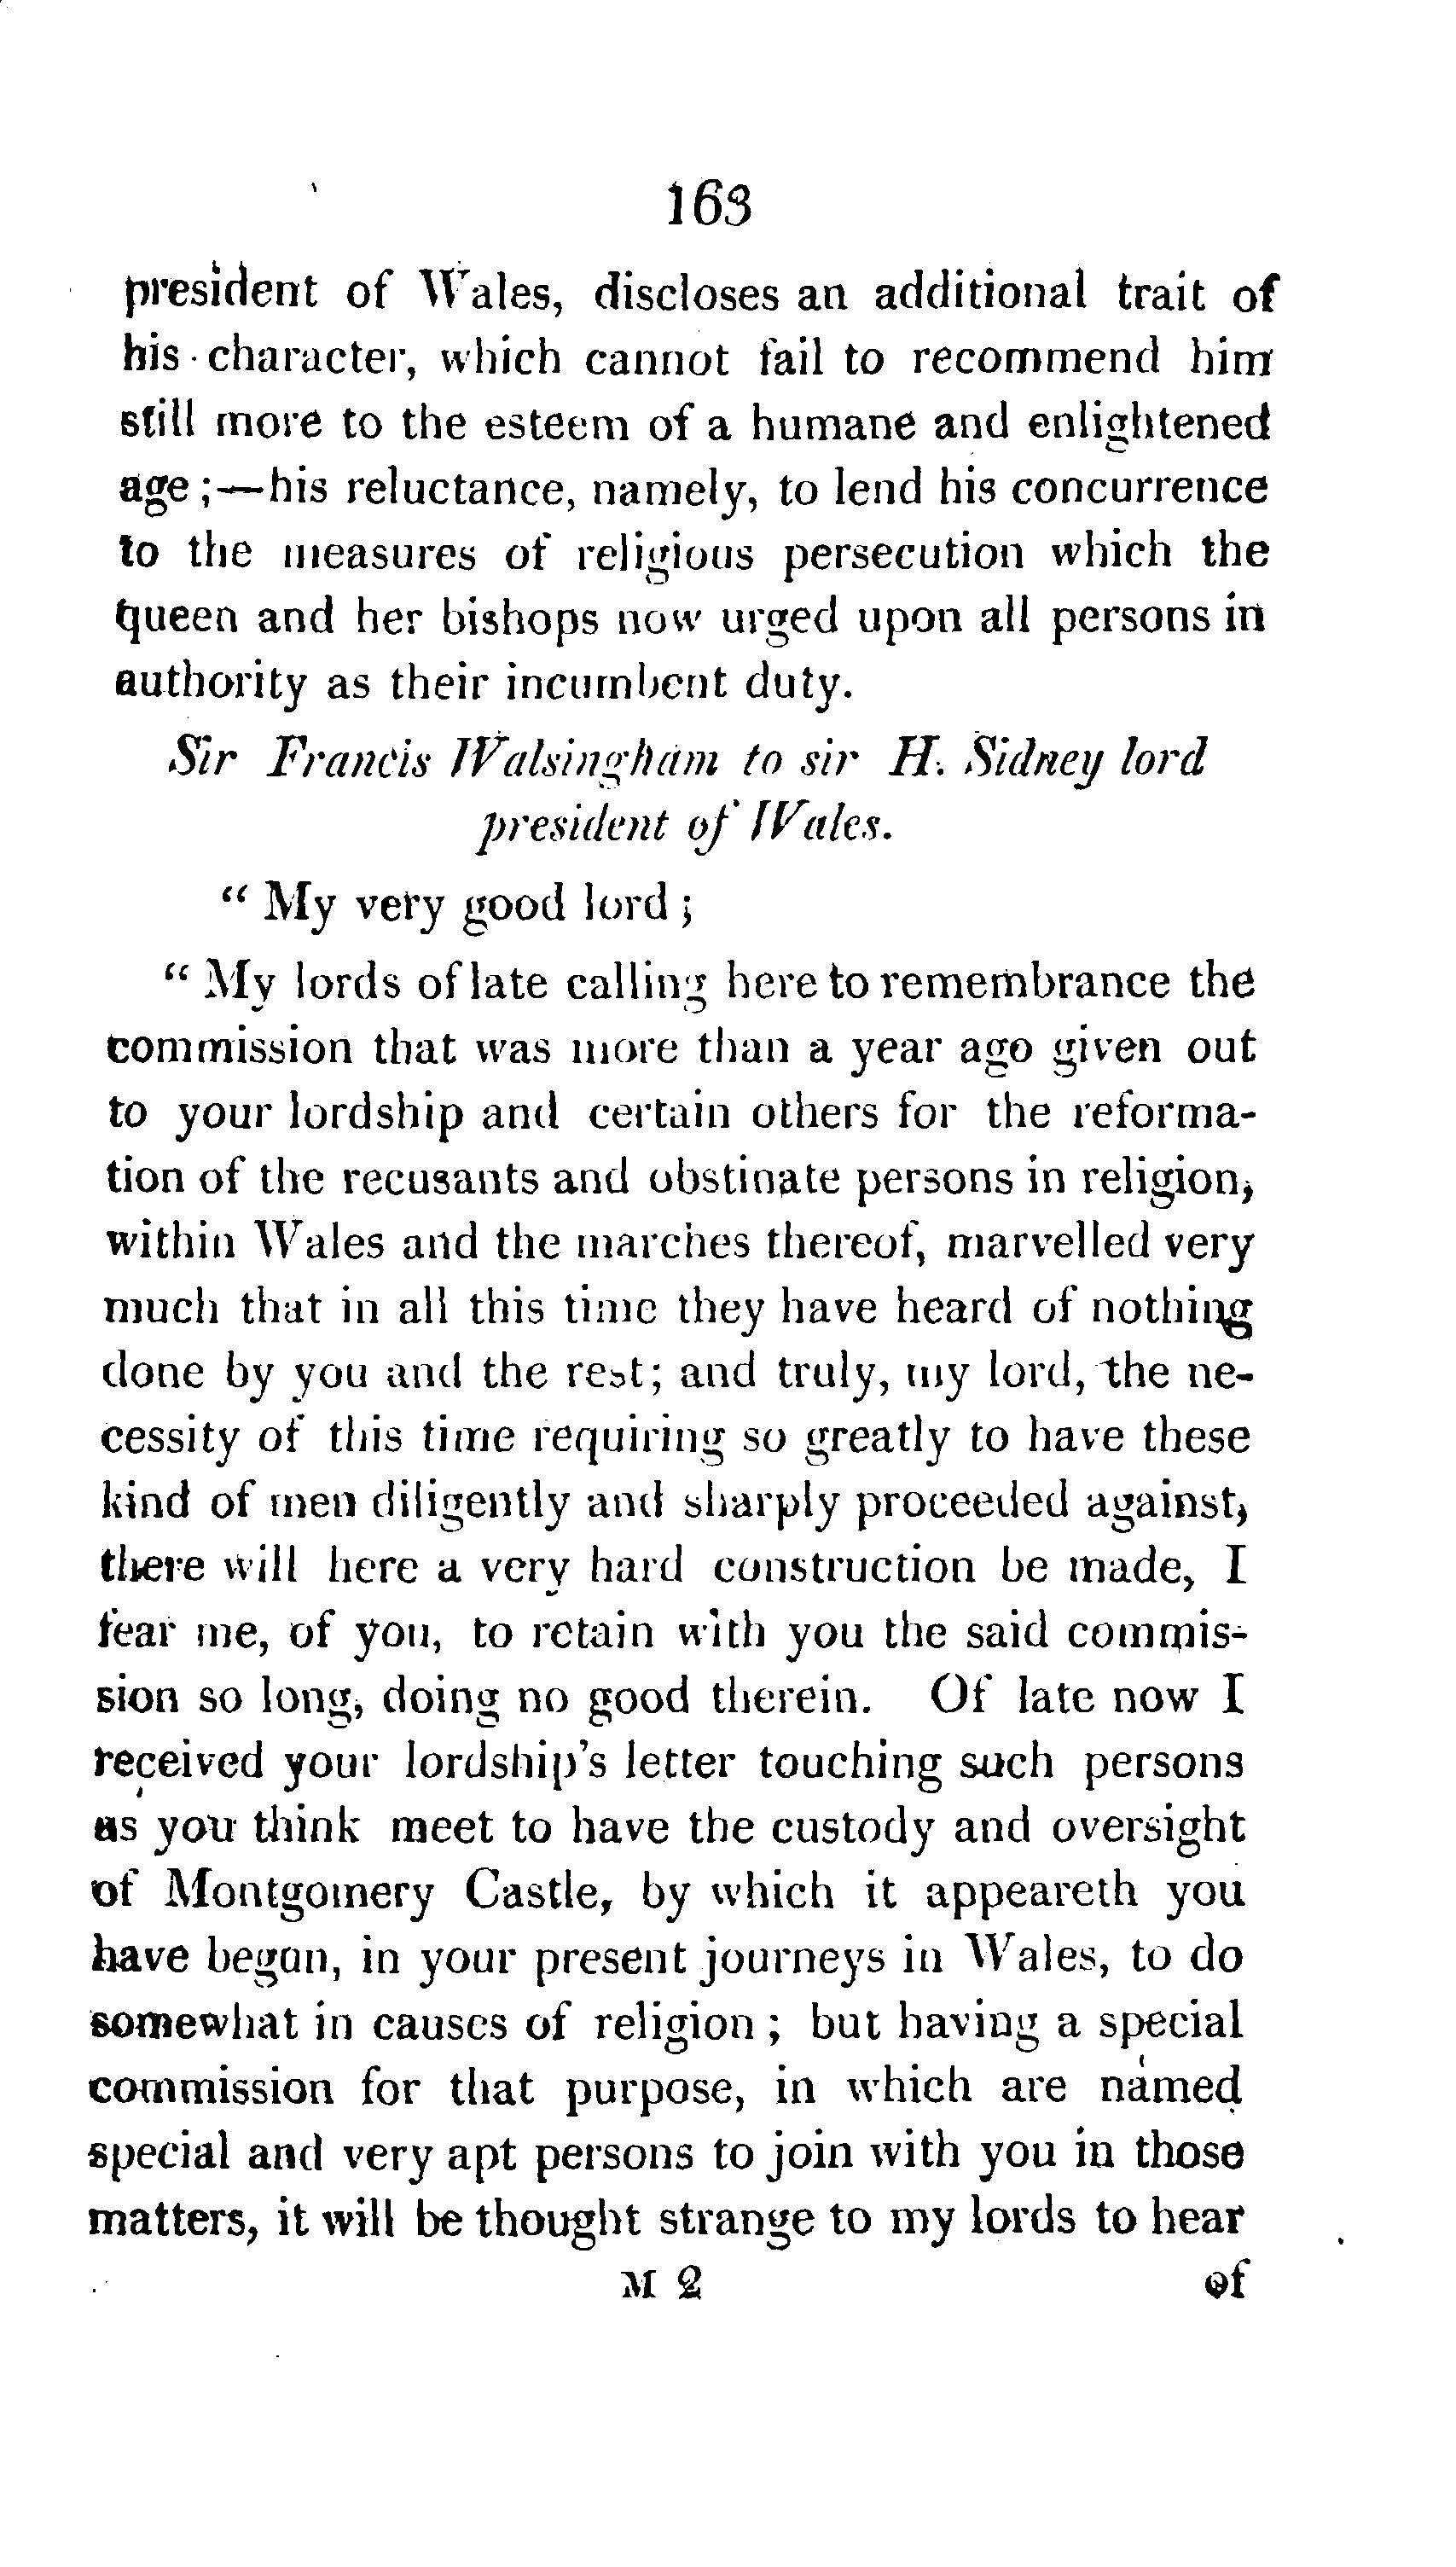 163
president of Wales, discloses an additional trait of
his character, which cannot fail to recommend him
still more to the esteem of a humane and enlightened
age;—his reluctance, namely, to lend his concurrence
to the measures of religious persecution which the
queen and her bishops now urged upon all persons in
authority as their incumbent duty.
Sir Francis Walsingham to sir H. Sidney lord
president of Wales.
“ My very good lord;
“ My lords of late calling here to remembrance the
commission that was more than a year ago given out
to your lordship and certain others for the reforma-
tion of the recusants and obstinate persons in religion,
within Wales and the marches thereof, marvelled very
much that in all this time they have heard of nothing
done by you and the rest; and truly, my lord, the ne-
cessity of this time requiring so greatly to have these
kind of men diligently and sharply proceeded against,
there will here a very hard construction be made, I
fear me, of you, to retain with you the said commis-
sion so long, doing no good therein. Of late now I
received your lordship's letter touching such persons
as you think meet to have the custody and oversight
of Montgomery Castle, by which it appeareth you
have begun, in your present journeys in Wales, to do
somewhat in causes of religion; but having a special
commission for that purpose, in which are named
special and very apt persons to join with you in those
matters, it will be thought strange to my lords to hear
M 2 of